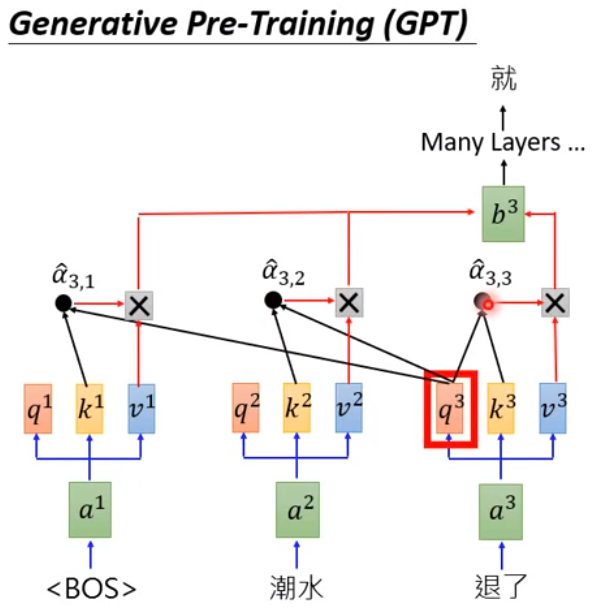 Generative Pre-Training (GPT)
就
Many Layers ...
b³
α̂₃,₁
α̂₃,₂
α̂₃,₃
q¹ k¹ v¹ q² k² v² q³ k³ v³
a¹ a² a³
<BOS> 潮水 退了